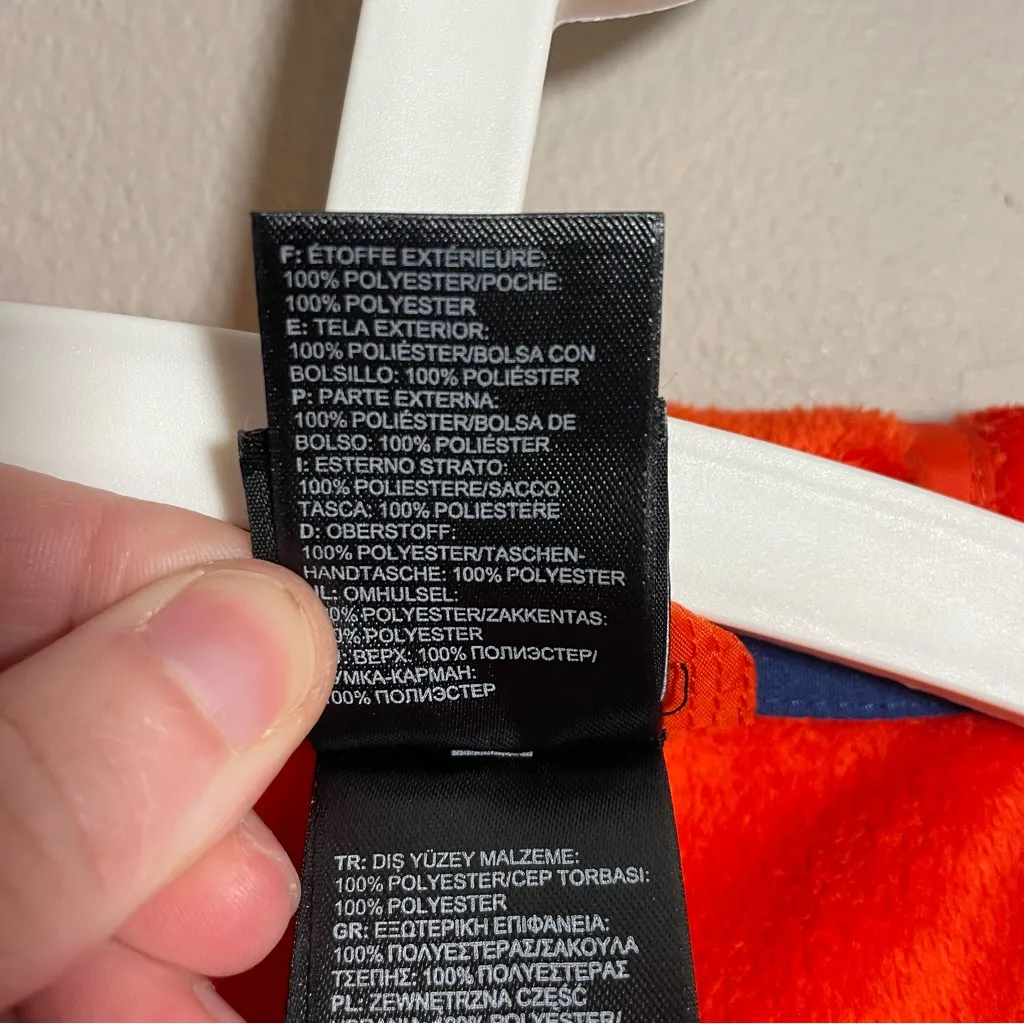 F: ÉTOFFE EXTÉRIEURE:
100% POLYESTER/POCHE:
100% POLYESTER
E: TELA EXTERIOR:
100% POLIÉSTER/BOLSA CON
BOLSILLO: 100% POLIÉSTER
P: PARTE EXTERNA:
100% POLIÉSTER/BOLSA DE
BOLSO: 100% POLIÉSTER
I: ESTERNO STRATO:
100% POLIESTERE/SACCO
TASCA: 100% POLIESTERE
D: OBERSTOFF:
100% POLYESTER/TASCHEN-
HANDTASCHE: 100% POLYESTER
OMHULSEL:
POLYESTER/ZAKKENTAS:
POLYESTER
ВЕРХ: 100% ПОЛИЭСТЕР/
УМКА-КАРМАН:
100% ПОЛИЭСТЕР
TR: DIŞ YÜZEY MALZEME:
100% POLYESTER/CEP TORBASI:
100% POLYESTER
GR: ΕΞΩΤΕΡΙΚΗ ΕΠΙΦΆΝΕΙΑ:
100% ΠΟΛΥΕΣΤΕΡΑΣ/ΣΑΚΟΥΛΑ
ΤΣΕΠΗΣ: 100% ΠΟΛΥΕΣΤΕΡΑΣ
PL: ZEWNĘTRZNA CZĘŚĆ